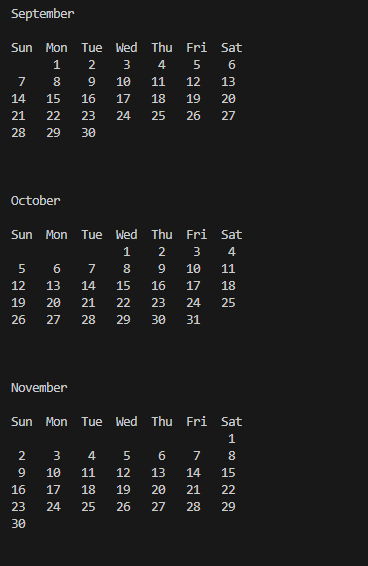 September
Sun  Mon  Tue  Wed  Thu  Fri  Sat
      1    2    3    4    5    6
 7    8    9   10   11   12   13
14   15   16   17   18   19   20
21   22   23   24   25   26   27
28   29   30
October
Sun  Mon  Tue  Wed  Thu  Fri  Sat
                1    2    3    4
 5    6    7    8    9   10   11
12   13   14   15   16   17   18
19   20   21   22   23   24   25
26   27   28   29   30   31
November
Sun  Mon  Tue  Wed  Thu  Fri  Sat
                               1
 2    3    4    5    6    7    8
 9   10   11   12   13   14   15
16   17   18   19   20   21   22
23   24   25   26   27   28   29
30